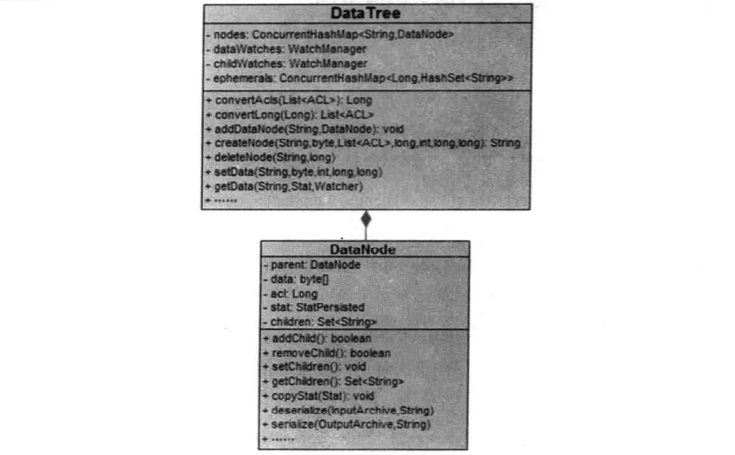 DataTree
- nodes: ConcurrentHashMap<String,DataNode>
- dataWatches: WatchManager
- childWatches: WatchManager
- ephemerals: ConcurrentHashMap<Long,HashSet<String>>
+ convertAcls(List<ACL>): Long
+ convertLong(Long): List<ACL>
+ addDataNode(String,DataNode): void
+ createNode(String,byte,List<ACL>,long,int,long,long): String
+ deleteNode(String,long)
+ setData(String,byte,int,long,long)
+ getData(String,Stat,Watcher)
+ ......
DataNode
- parent: DataNode
- data: byte[]
- acl: Long
- stat: StatPersisted
- children: Set<String>
+ addChild(): boolean
+ removeChild(): boolean
+ setChildren(): void
+ getChildren(): Set<String>
+ copyStat(Stat): void
+ deserialize(InputArchive,String)
+ serialize(OutputArchive,String)
+ ......